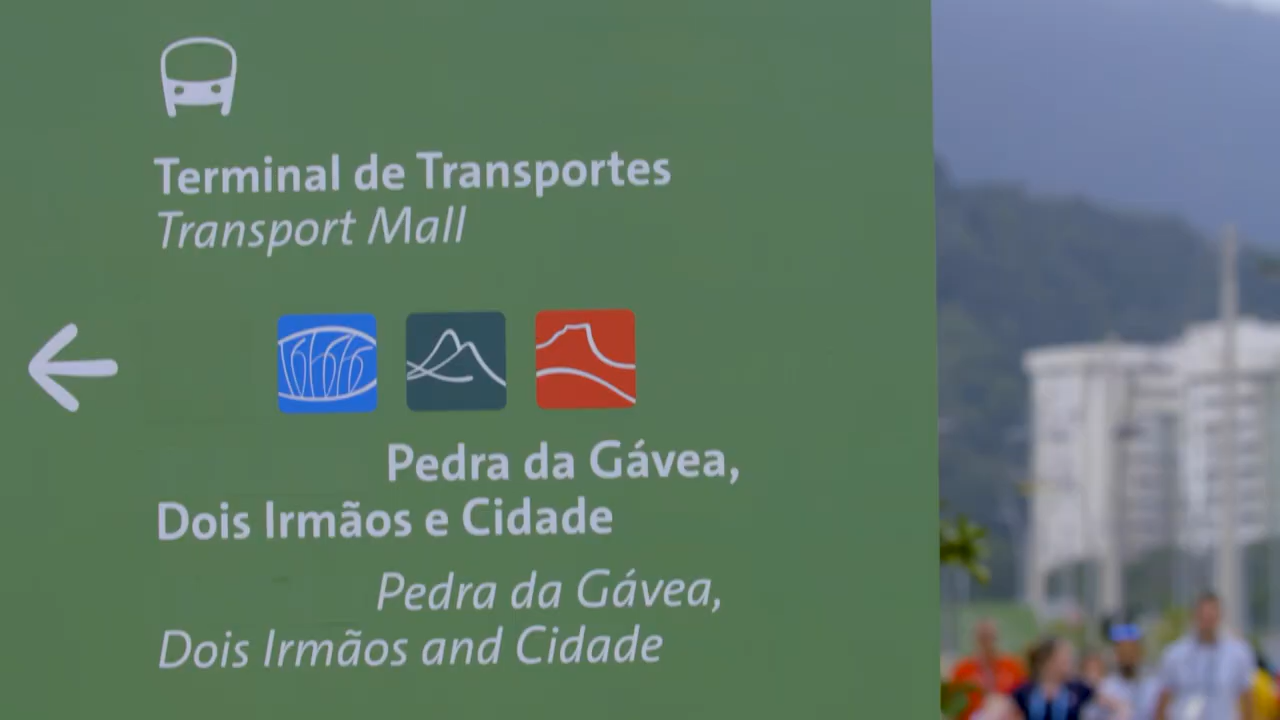 Terminal de Transportes
Transport Mall
Pedra da Gávea,
Dois Irmãos e Cidade
Pedra da Gávea,
Dois Irmãos and Cidade